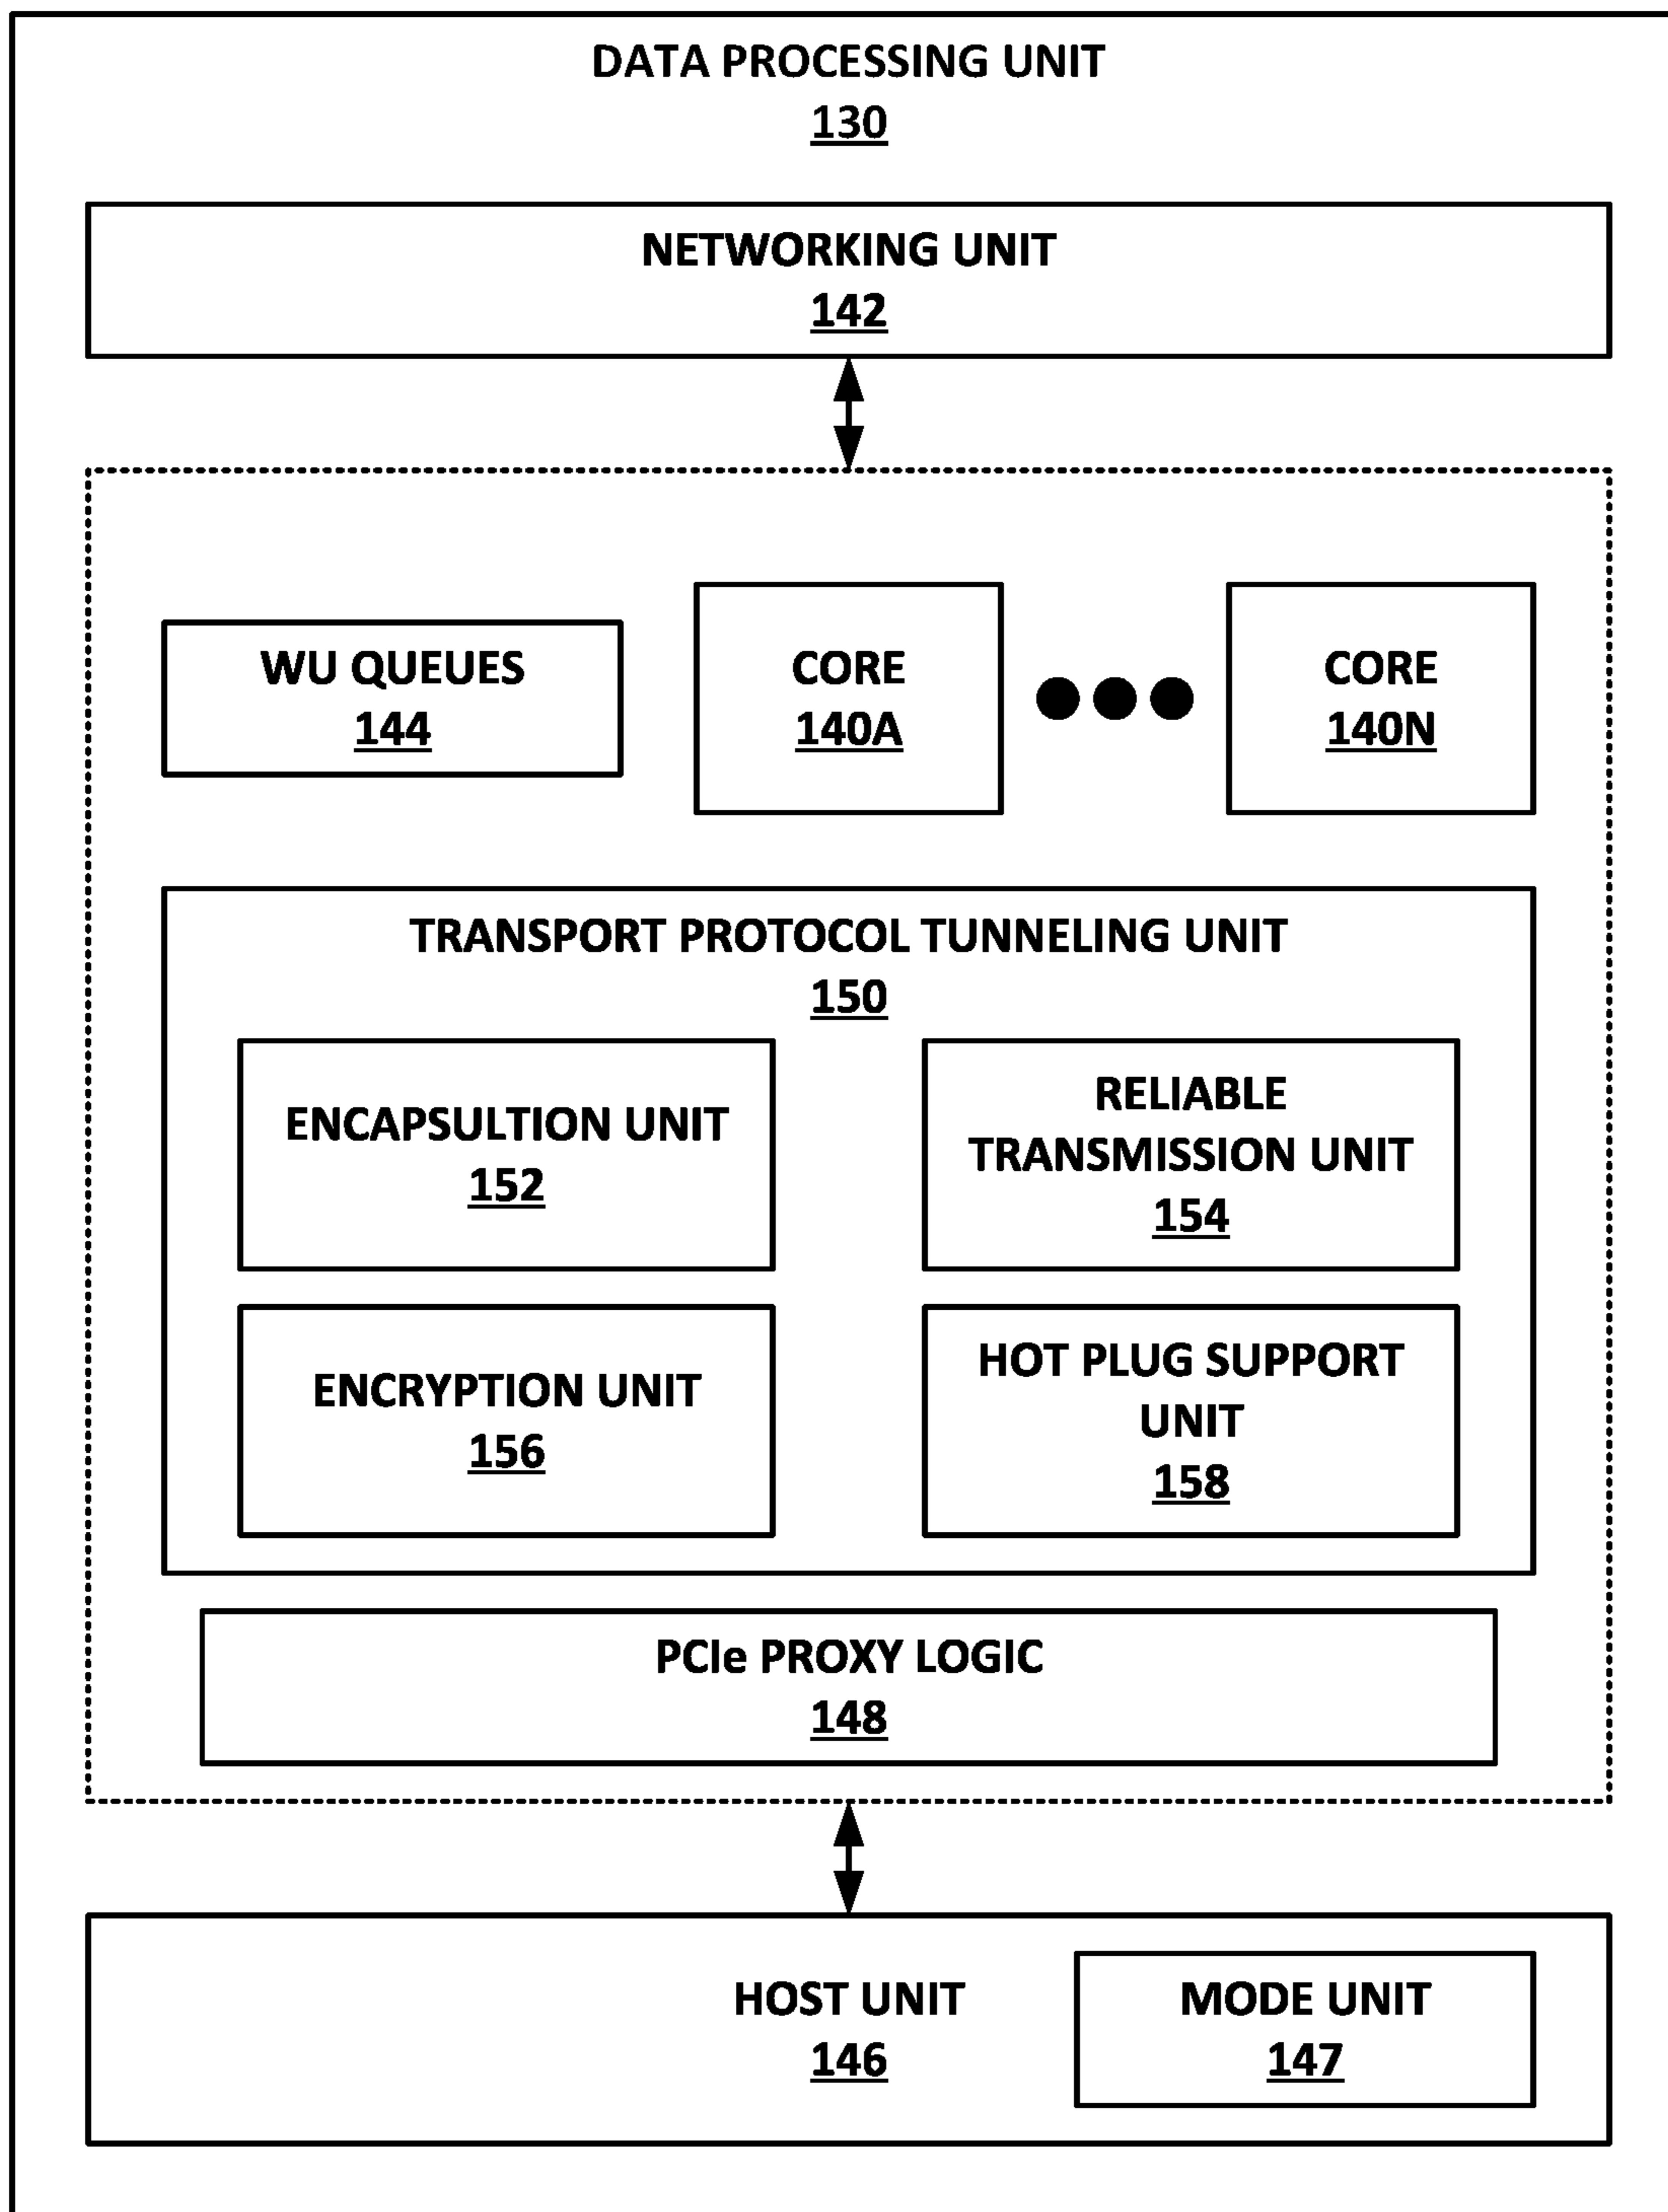 DATA PROCESSING UNIT
130
NETWORKING UNIT
142
WU QUEUES
144
CORE
140A
CORE
140N
TRANSPORT PROTOCOL TUNNELING UNIT
150
ENCAPSULTION UNIT
152
RELIABLE
TRANSMISSION UNIT
154
ENCRYPTION UNIT
156
HOT PLUG SUPPORT
UNIT
158
PCIe PROXY LOGIC
148
HOST UNIT
146
MODE UNIT
147